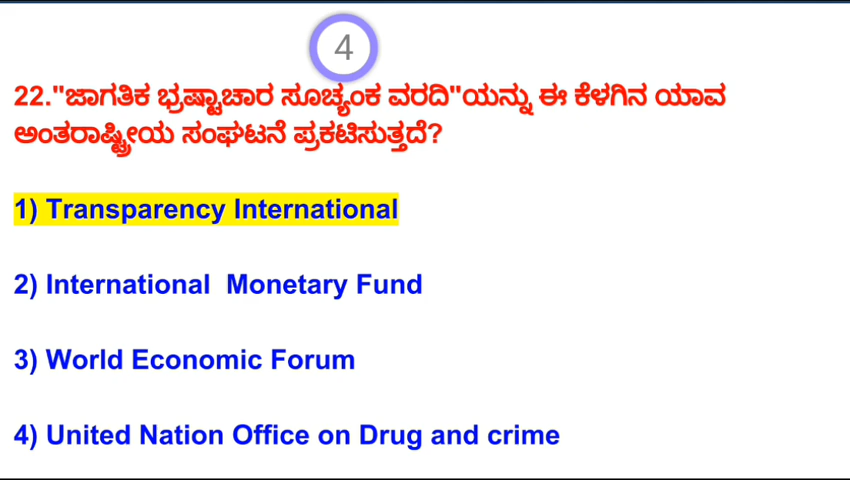 4
22."ಜಾಗತಿಕ ಭ್ರಷ್ಟಾಚಾರ ಸೂಚ್ಯಂಕ ವರದಿ"ಯನ್ನು ಈ ಕೆಳಗಿನ ಯಾವ
ಅಂತರಾಷ್ಟ್ರೀಯ ಸಂಘಟನೆ ಪ್ರಕಟಿಸುತ್ತದೆ?
1) Transparency International
2) International  Monetary Fund
3) World Economic Forum
4) United Nation Office on Drug and crime